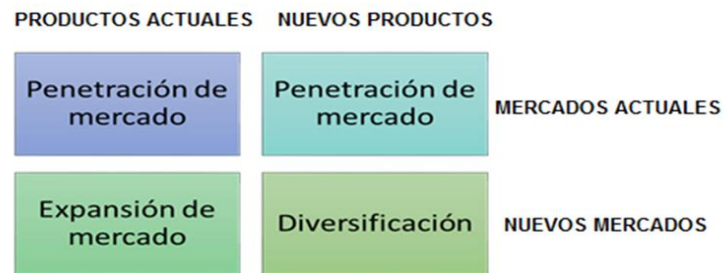 PRODUCTOS ACTUALES NUEVOS PRODUCTOS
Penetración de
mercado
Penetración de
mercado
MERCADOS ACTUALES
Expansión de
mercado
Diversificación
NUEVOS MERCADOS